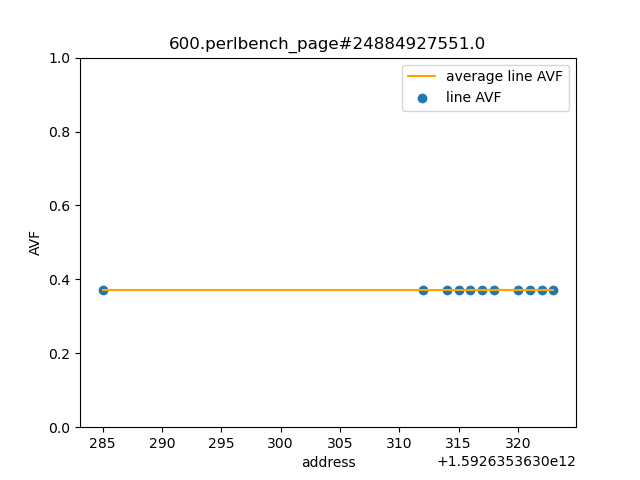 600.perlbench_page#24884927551.0
average line AVF
line AVF
1.0
0.8
0.6
0.4
0.2
0.0
AVF
285 290 295 300 305 310 315 320
address
+1.5926353630e12